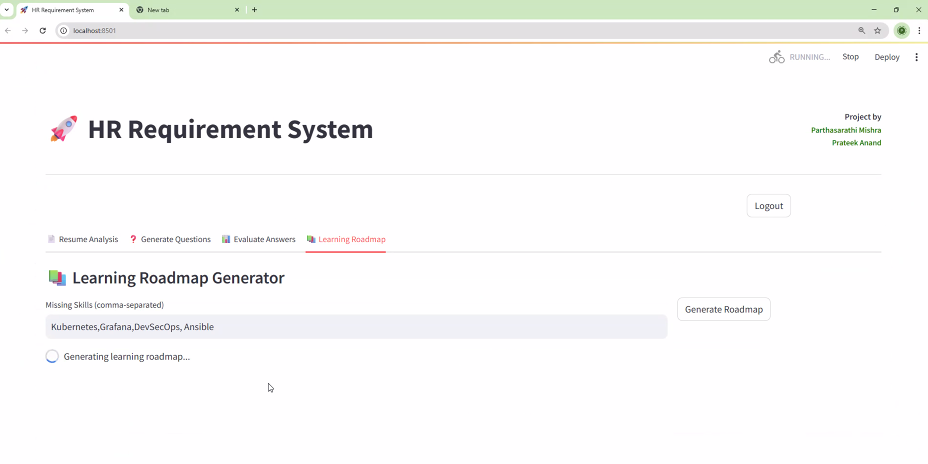 HR Requirement System
New tab
localhost:8501
RUNNING...
Stop
Deploy
HR Requirement System
Project by
Parthasarathi Mishra
Prateek Anand
Logout
Resume Analysis
Generate Questions
Evaluate Answers
Learning Roadmap
Learning Roadmap Generator
Missing Skills (comma-separated)
Generate Roadmap
Kubernetes,Grafana,DevSecOps, Ansible
Generating learning roadmap...